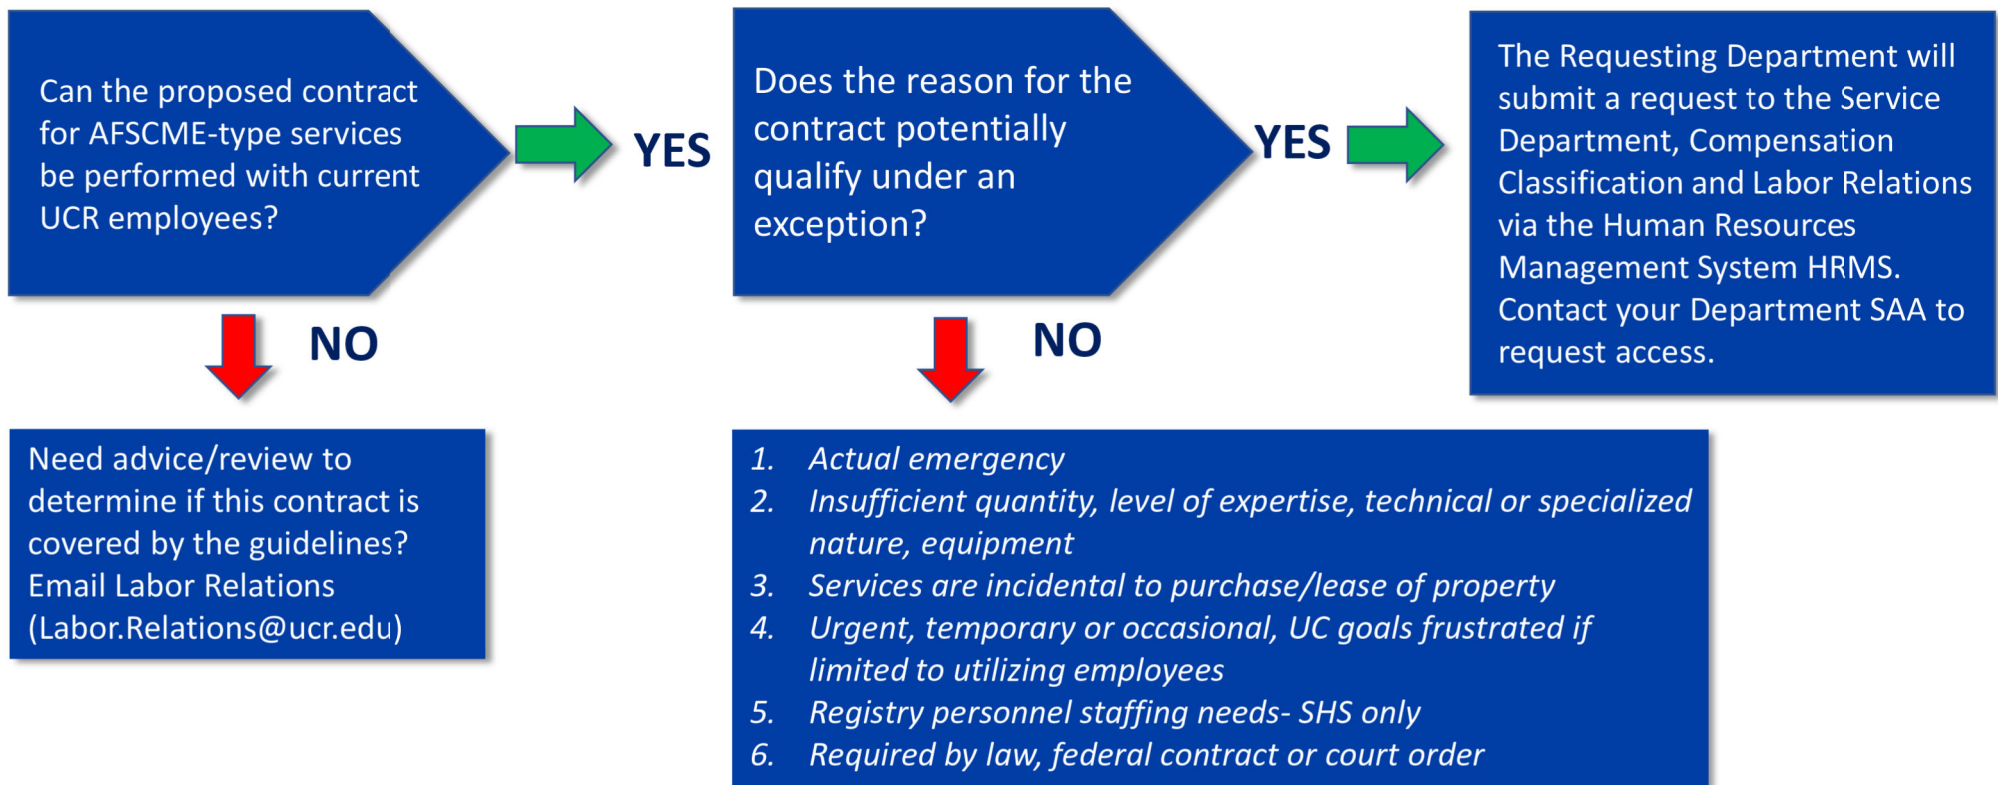 Can the proposed contract
for AFSCME-type services
be performed with current
UCR employees?
YES
Does the reason for the
contract potentially
qualify under an
exception?
YES
The Requesting Department will
submit a request to the Service
Department, Compensation
Classification and Labor Relations
via the Human Resources
Management System HRMS.
Contact your Department SAA to
request access.
NO
NO
Need advice/review to
determine if this contract is
covered by the guidelines?
Email Labor Relations
(Labor.Relations@ucr.edu)
1. Actual emergency
2. Insufficient quantity, level of expertise, technical or specialized
nature, equipment
3. Services are incidental to purchase/lease of property
4. Urgent, temporary or occasional, UC goals frustrated if
limited to utilizing employees
5. Registry personnel staffing needs- SHS only
6. Required by law, federal contract or court order